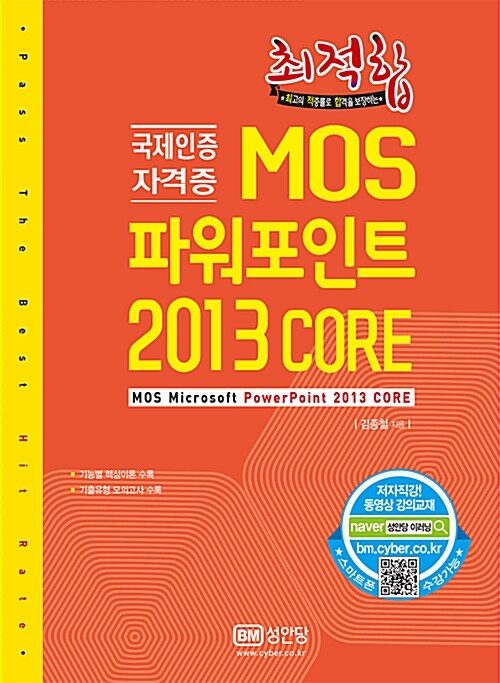 • Pass The Best Hit Rate •
최적합
★최고의 적중률로 합격을 보장하는★
국제인증
자격증
MOS
파워포인트
2013 CORE
MOS Microsoft PowerPoint 2013 CORE
| 김종철 지음 |
• 기능별 핵심이론 수록
• 기출유형 모의고사 수록
저자직강!
동영상 강의교재
naver 성안당 이러닝
bm.cyber.co.kr
스마트폰 수강가능
BM 성안당
www.cyber.co.kr